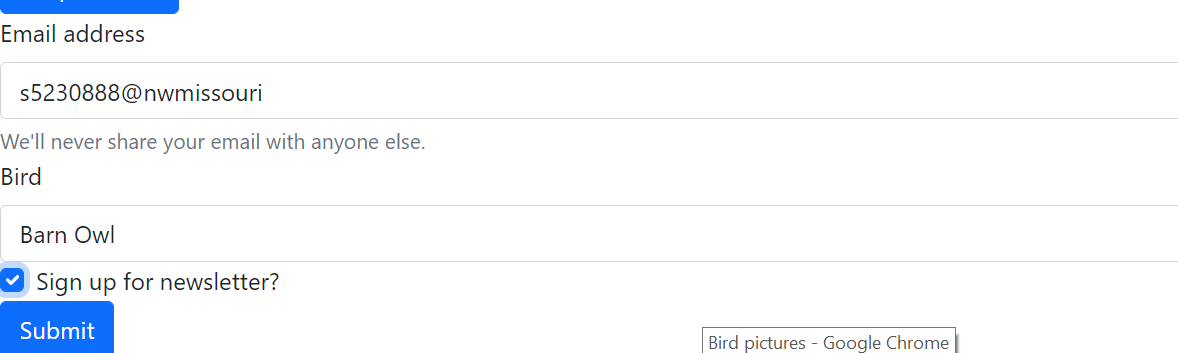 Email address
s5230888@nwmissouri
We'll never share your email with anyone else.
Bird
Barn Owl
Sign up for newsletter?
Submit
Bird pictures - Google Chrome